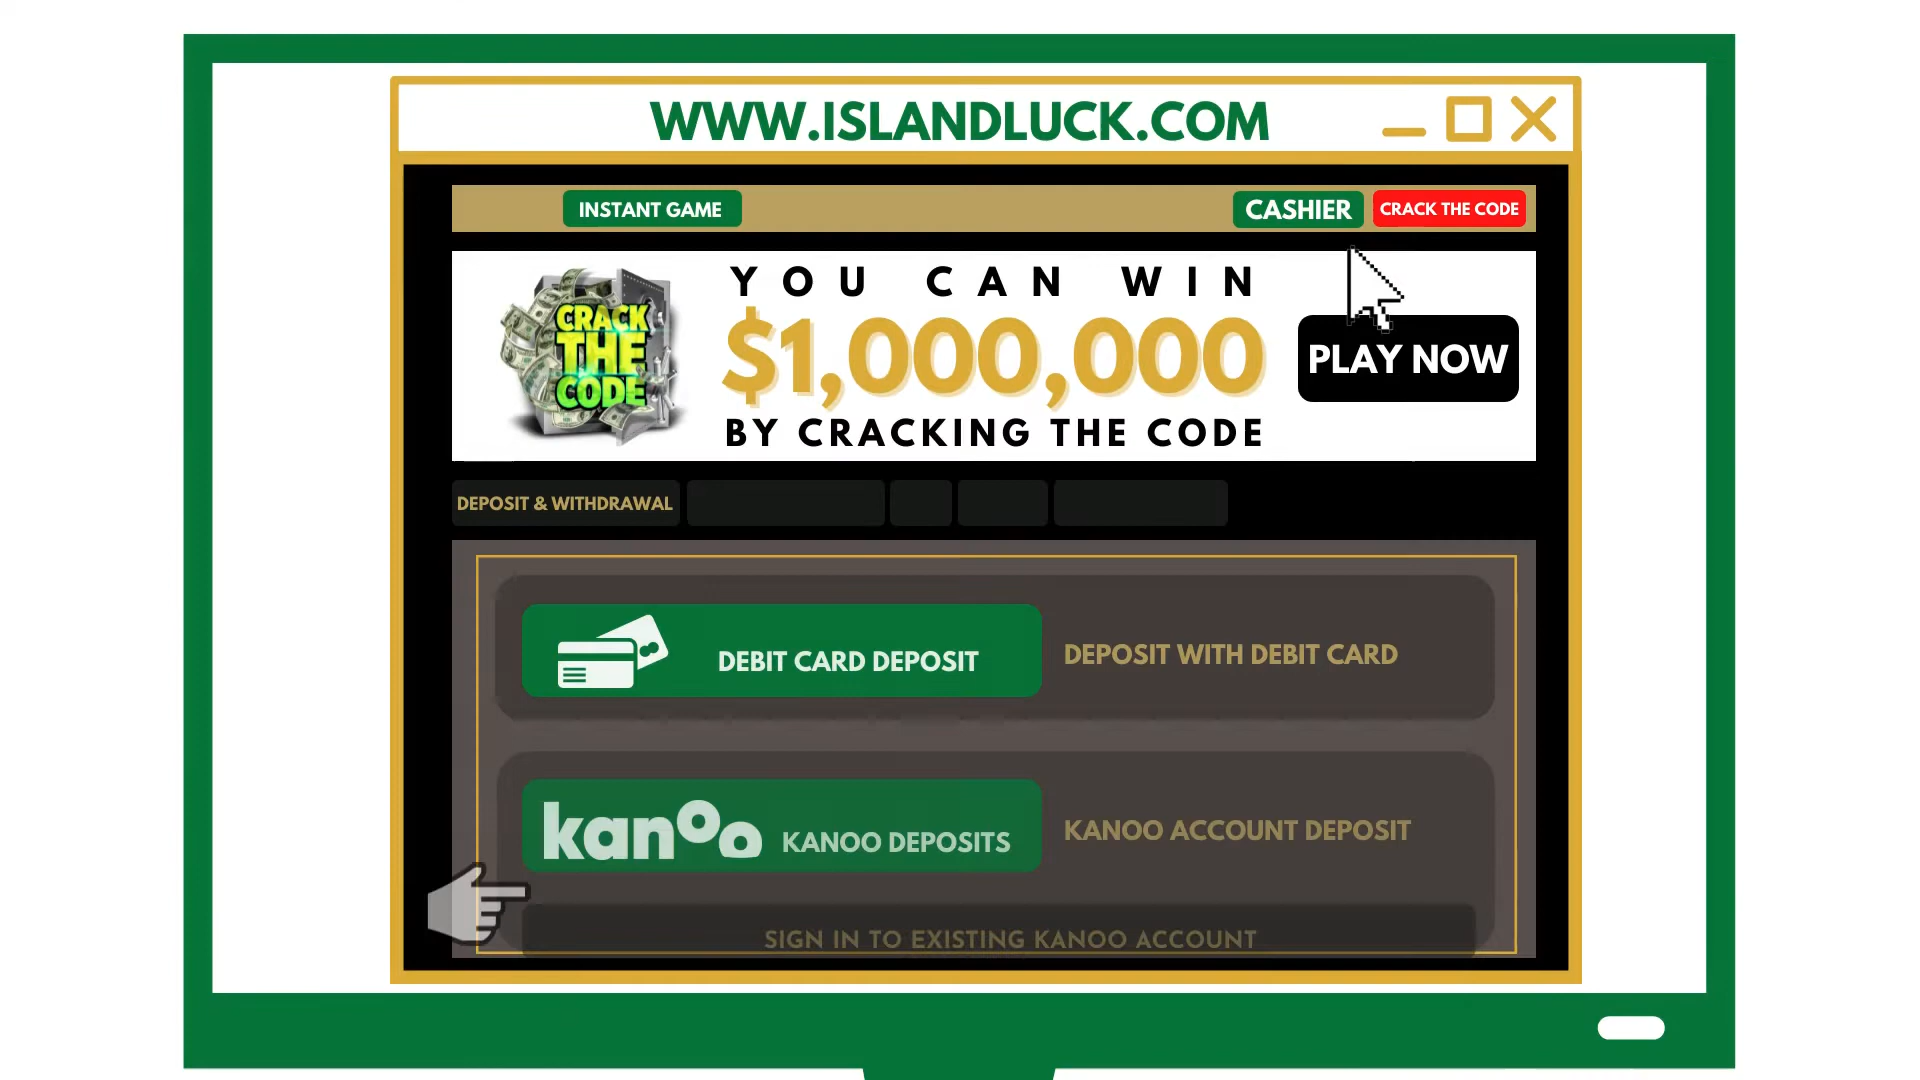 WWW.ISLANDLUCK.COM
INSTANT GAME
CASHIER
CRACK THE CODE
CRACK
THE
CODE
YOU CAN WIN
$1,000,000
BY CRACKING THE CODE
PLAY NOW
DEPOSIT & WITHDRAWAL
DEBIT CARD DEPOSIT
DEPOSIT WITH DEBIT CARD
kanoo
KANOO DEPOSITS
KANOO ACCOUNT DEPOSIT
SIGN IN TO EXISTING KANOO ACCOUNT